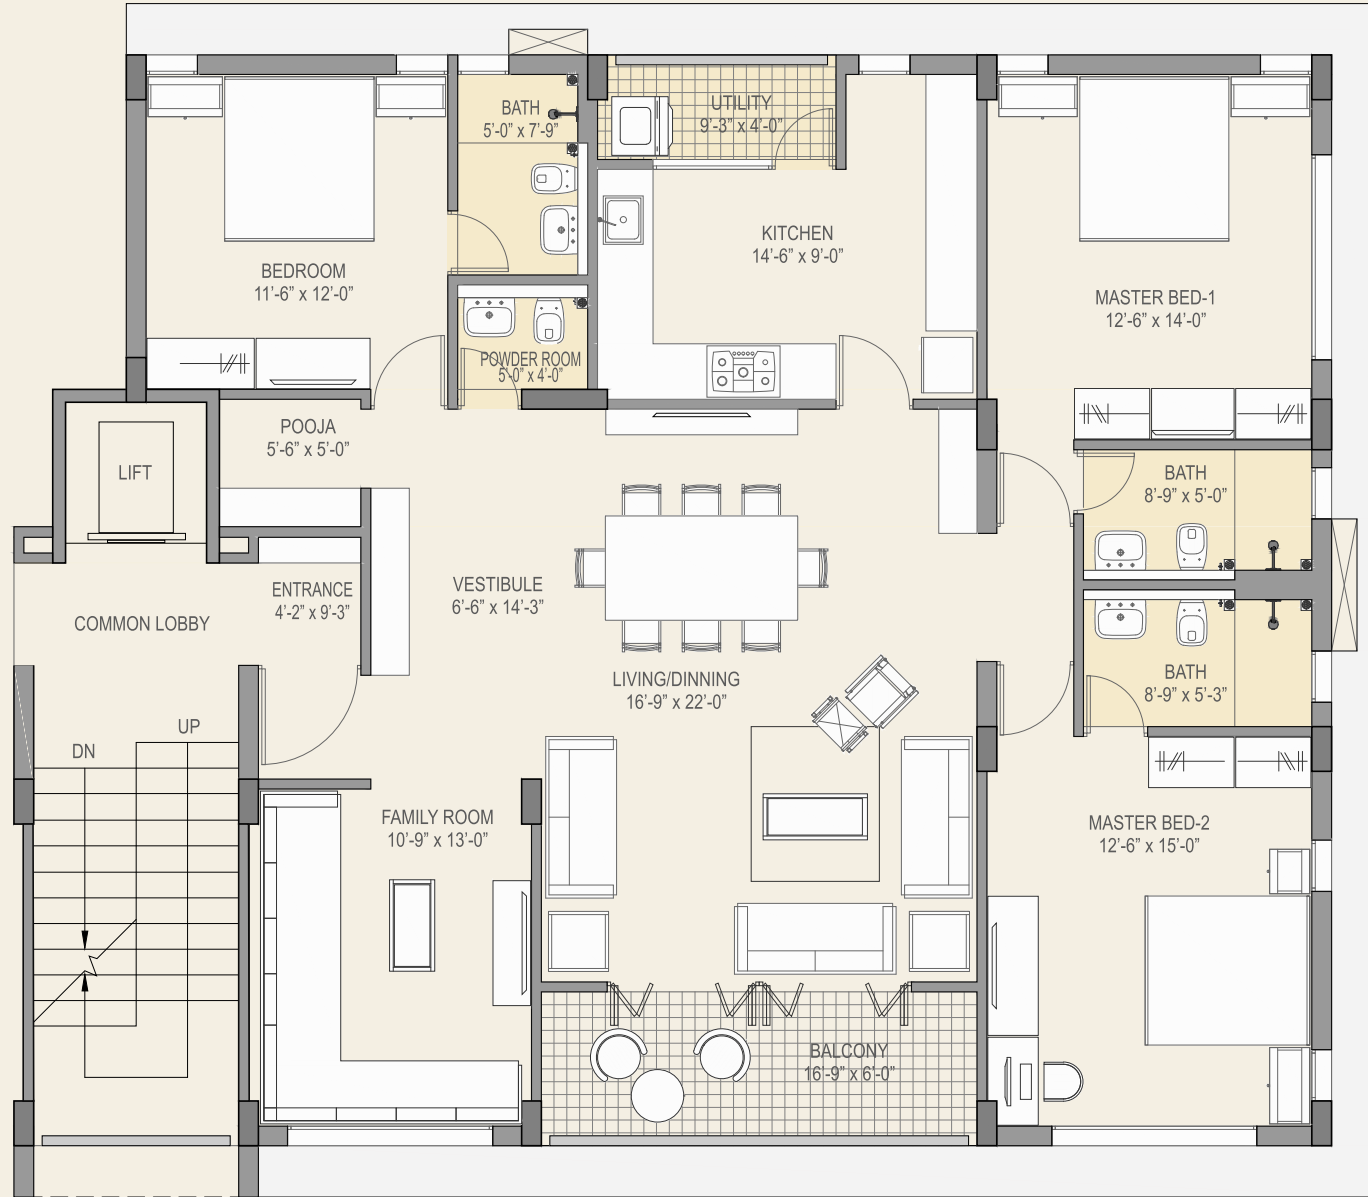 BATH
5'-0" x 7'-9"
UTILITY
9'-3" x 4'-0"
KITCHEN
14'-6" x 9'-0"
BEDROOM
11'-6" x 12'-0"
MASTER BED-1
12'-6" x 14'-0"
POWDER ROOM
5'-0" x 4'-0"
POOJA
5'-6" x 5'-0"
LIFT
BATH
8'-9" x 5'-0"
VESTIBULE
6'-6" x 14'-3"
ENTRANCE
4'-2" x 9'-3"
COMMON LOBBY
LIVING/DINNING
16'-9" x 22'-0"
BATH
8'-9" x 5'-3"
UP
DN
FAMILY ROOM
10'-9" x 13'-0"
MASTER BED-2
12'-6" x 15'-0"
BALCONY
16'-9" x 6'-0"